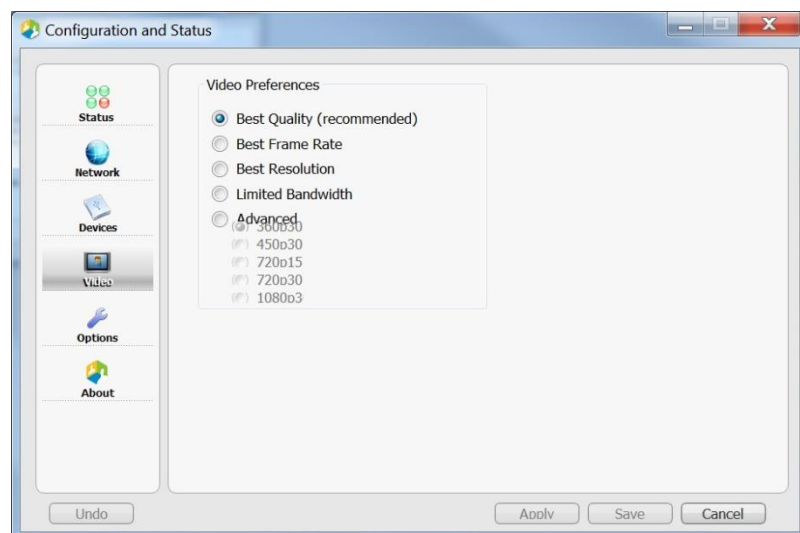 Configuration and Status
Status
Network
Devices
Video
Options
About
Video Preferences
Best Quality (recommended)
Best Frame Rate
Best Resolution
Limited Bandwidth
Advanced
360p30
450p30
720p15
720p30
1080p3
Undo
Apply
Save
Cancel